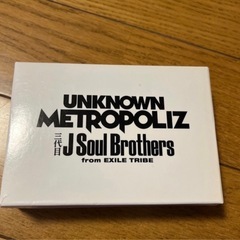 UNKNOWN
METROPOLIZ
三代目 J Soul Brothers
from EXILE TRIBE